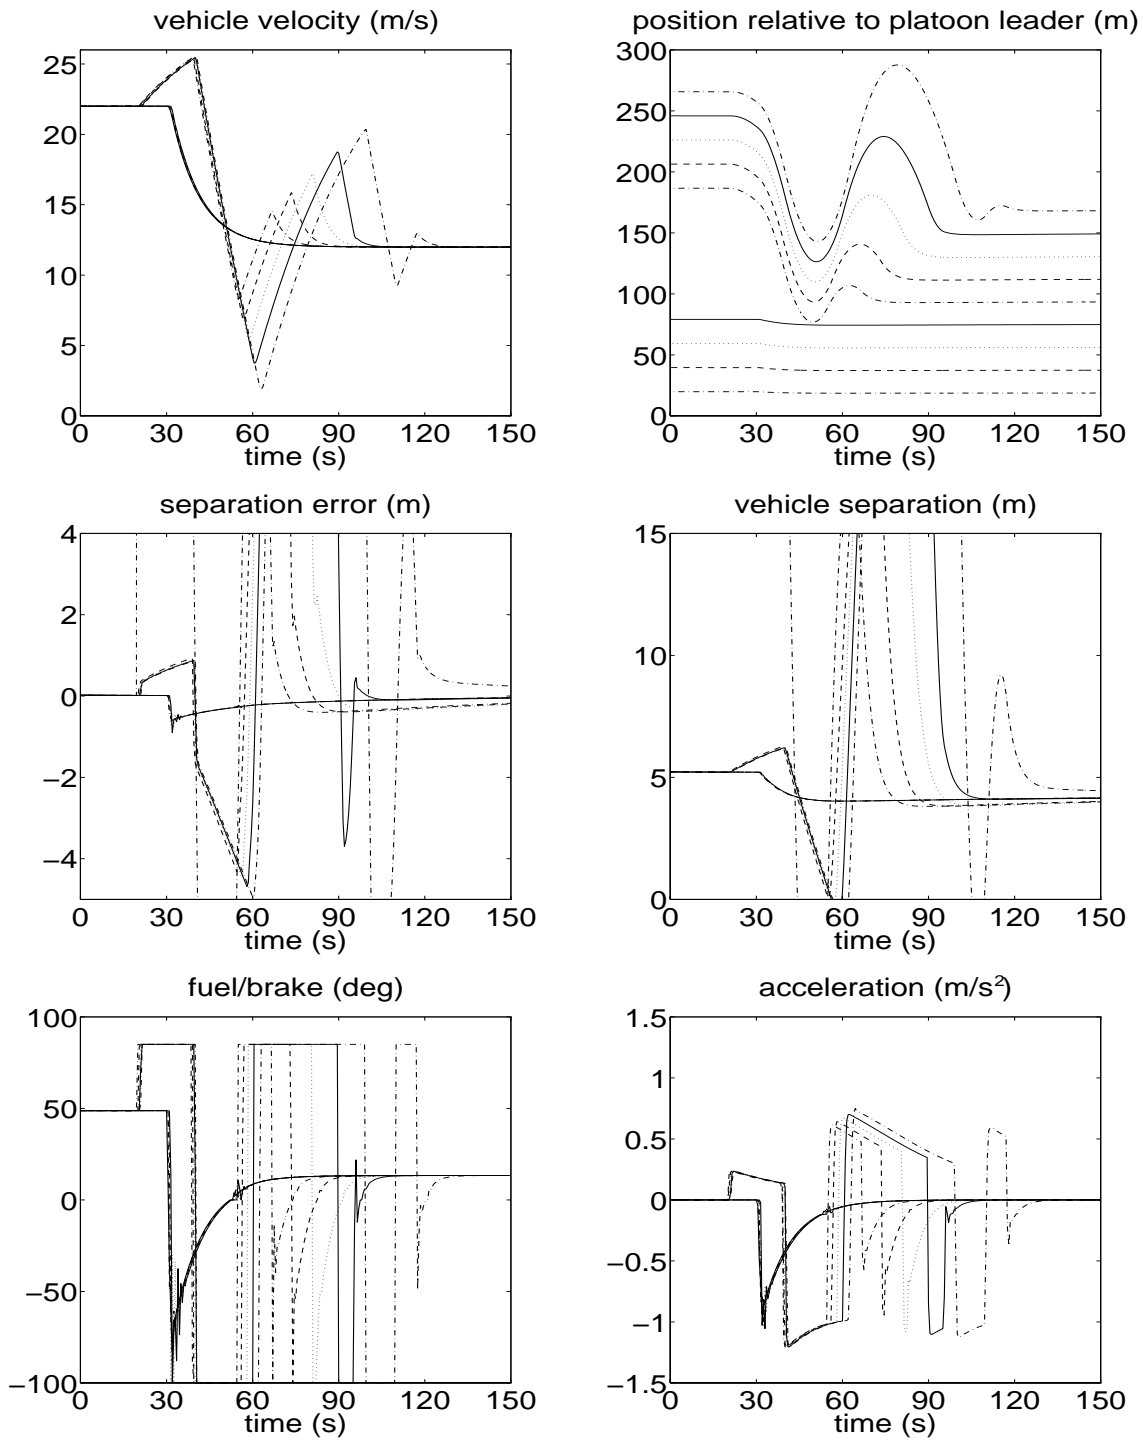 vehicle velocity (m/s)
25
20
15
10
5
0
0 30 60 90 120 150
time (s)
position relative to platoon leader (m)
300
250
200
150
100
50
0
0 30 60 90 120 150
time (s)
separation error (m)
4
2
0
−2
−4
0 30 60 90 120 150
time (s)
vehicle separation (m)
15
10
5
0
0 30 60 90 120 150
time (s)
fuel/brake (deg)
100
50
0
−50
−100
0 30 60 90 120 150
time (s)
acceleration (m/s²)
1.5
1
0.5
0
−0.5
−1
−1.5
0 30 60 90 120 150
time (s)